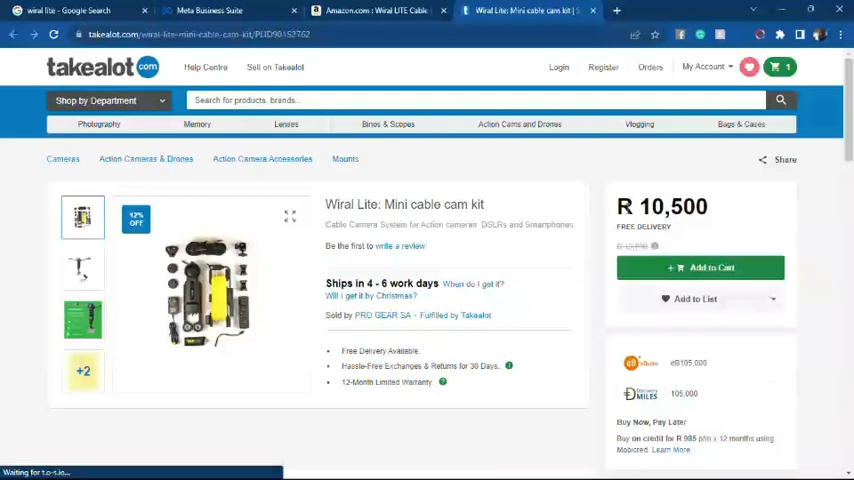 wiral lite - Google Search
Meta Business Suite
Amazon.com : Wiral LITE Cable
Wiral Lite: Mini cable cam kit | S
takealot.com/wiral-lite-mini-cable-cam-kit/PLID90152762
takealot.com
Help Centre
Sell on Takealot
Login
Register
Orders
My Account
1
Shop by Department
Search for products, brands...
Photography
Memory
Lenses
Binos & Scopes
Action Cams and Drones
Vlogging
Bags & Cases
Cameras
Action Cameras & Drones
Action Camera Accessories
Mounts
Share
12%
OFF
+2
Wiral Lite: Mini cable cam kit
Cable Camera System for Action cameras DSLRs and Smartphones
Be the first to write a review
Ships in 4 - 6 work days When do I get it?
Will I get it by Christmas?
Sold by PRO GEAR SA - Fulfilled by Takealot
Free Delivery Available.
Hassle-Free Exchanges & Returns for 30 Days.
12-Month Limited Warranty.
R 10,500
FREE DELIVERY
+ Add to Cart
Add to List
eBucks
eB105,000
Discovery
MILES
105,000
Buy Now, Pay Later
Buy on credit for R 985 p/m x 12 months using
Mobicred. Learn More
Waiting for t.o-s.io...